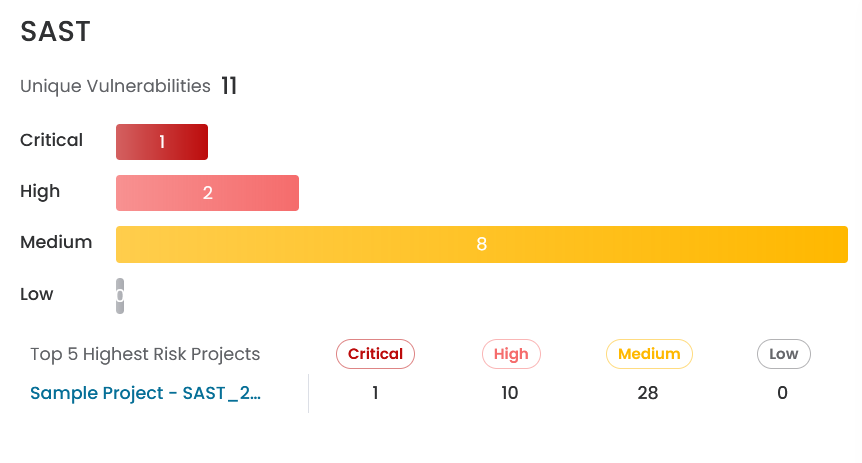 SAST
Unique Vulnerabilities 11
Critical 1
High 2
Medium 8
Low 0
Top 5 Highest Risk Projects Critical High Medium Low
Sample Project - SAST_2... 1 10 28 0